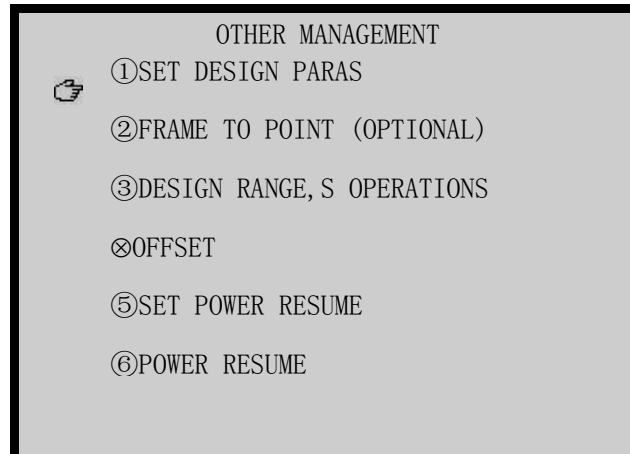 OTHER MANAGEMENT
①SET DESIGN PARAS
②FRAME TO POINT (OPTIONAL)
③DESIGN RANGE,S OPERATIONS
⊗OFFSET
⑤SET POWER RESUME
⑥POWER RESUME